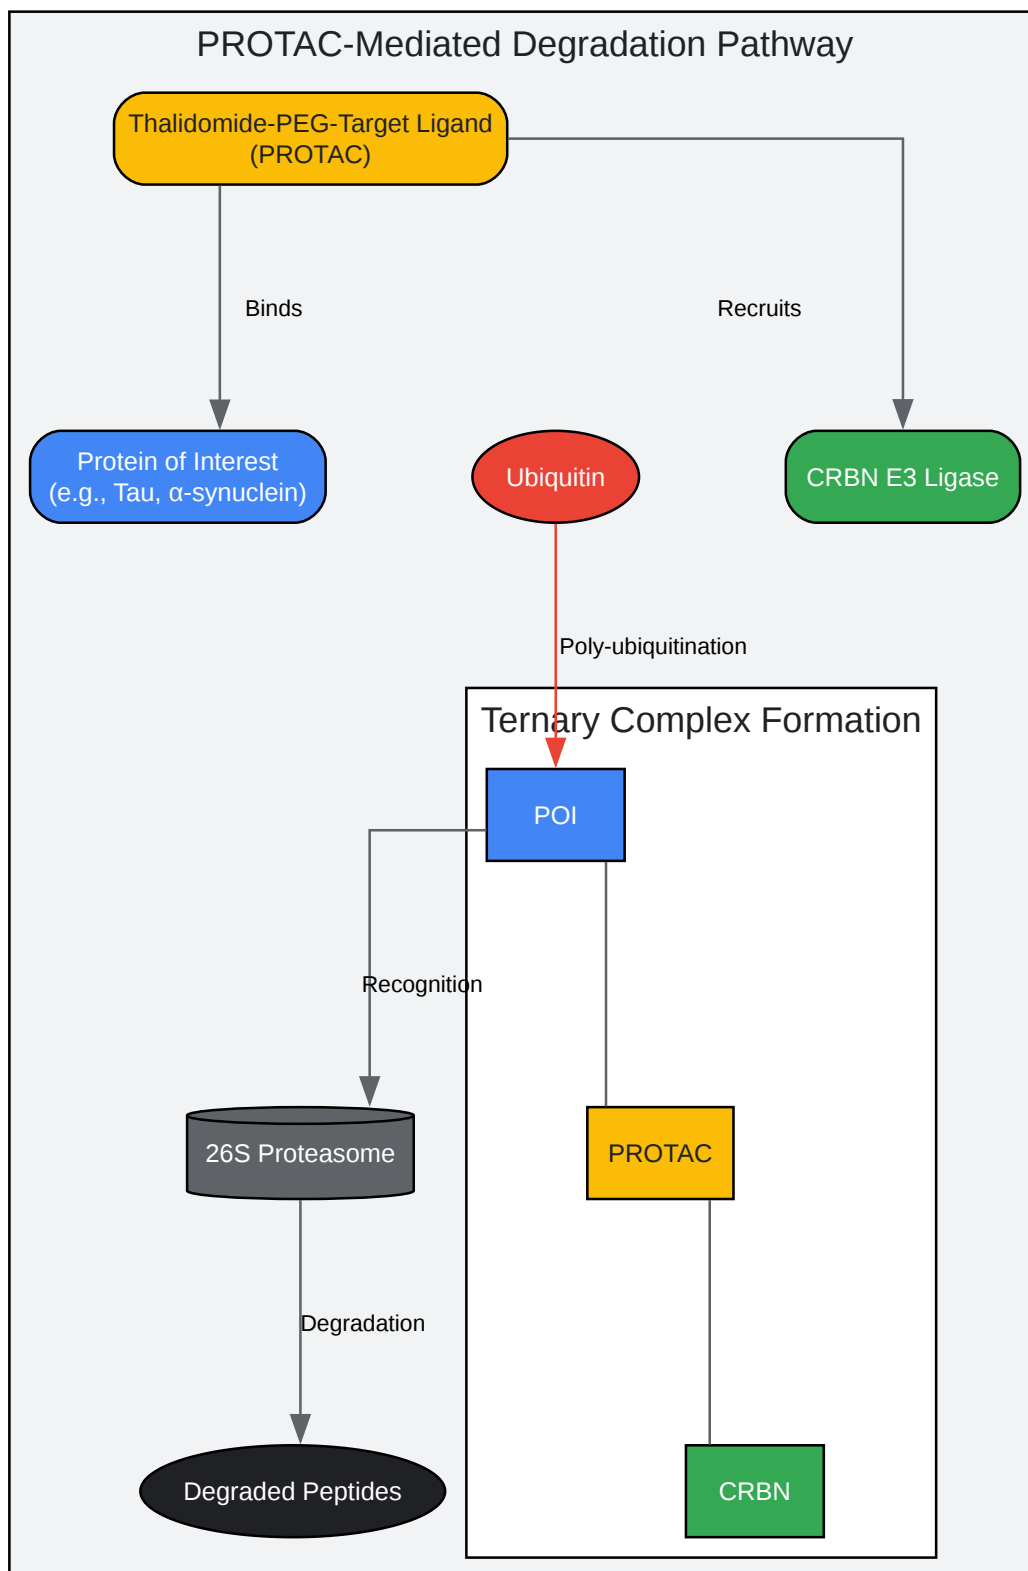 PROTAC-Mediated Degradation Pathway
Thalidomide-PEG-Target Ligand
(PROTAC)
Binds
Recruits
Protein of Interest
(e.g., Tau, α-synuclein)
Ubiquitin
CRBN E3 Ligase
Poly-ubiquitination
Ternary Complex Formation
POI
Recognition
26S Proteasome
PROTAC
Degradation
Degraded Peptides
CRBN